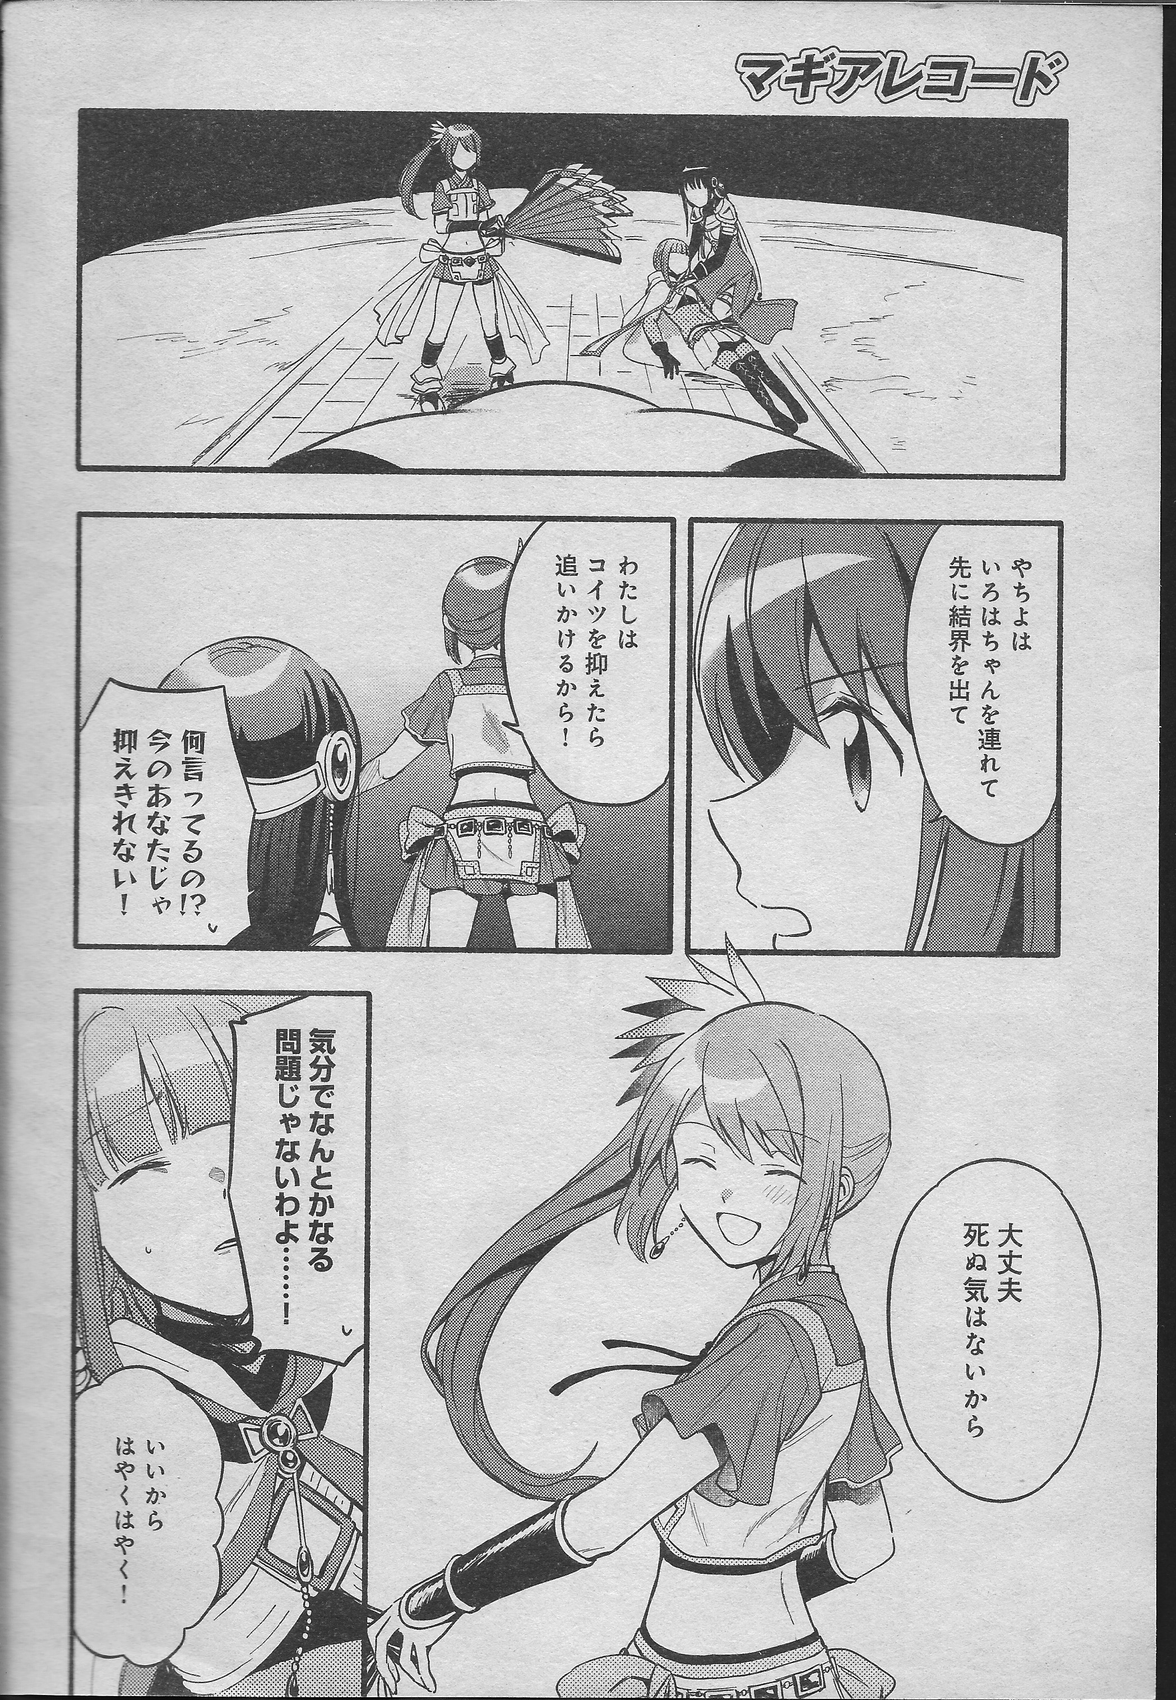 マギアレコード
やちよは
いろはちゃんを連れて
先に結界を出て
わたしは
コイツを抑えたら
追いかけるから！
何言ってるの!?
今のあなたじゃ
抑えきれない！
大丈夫
死ぬ気はないから
気分でなんとかなる
問題じゃないわよ……！
いいから
はやくはやく！